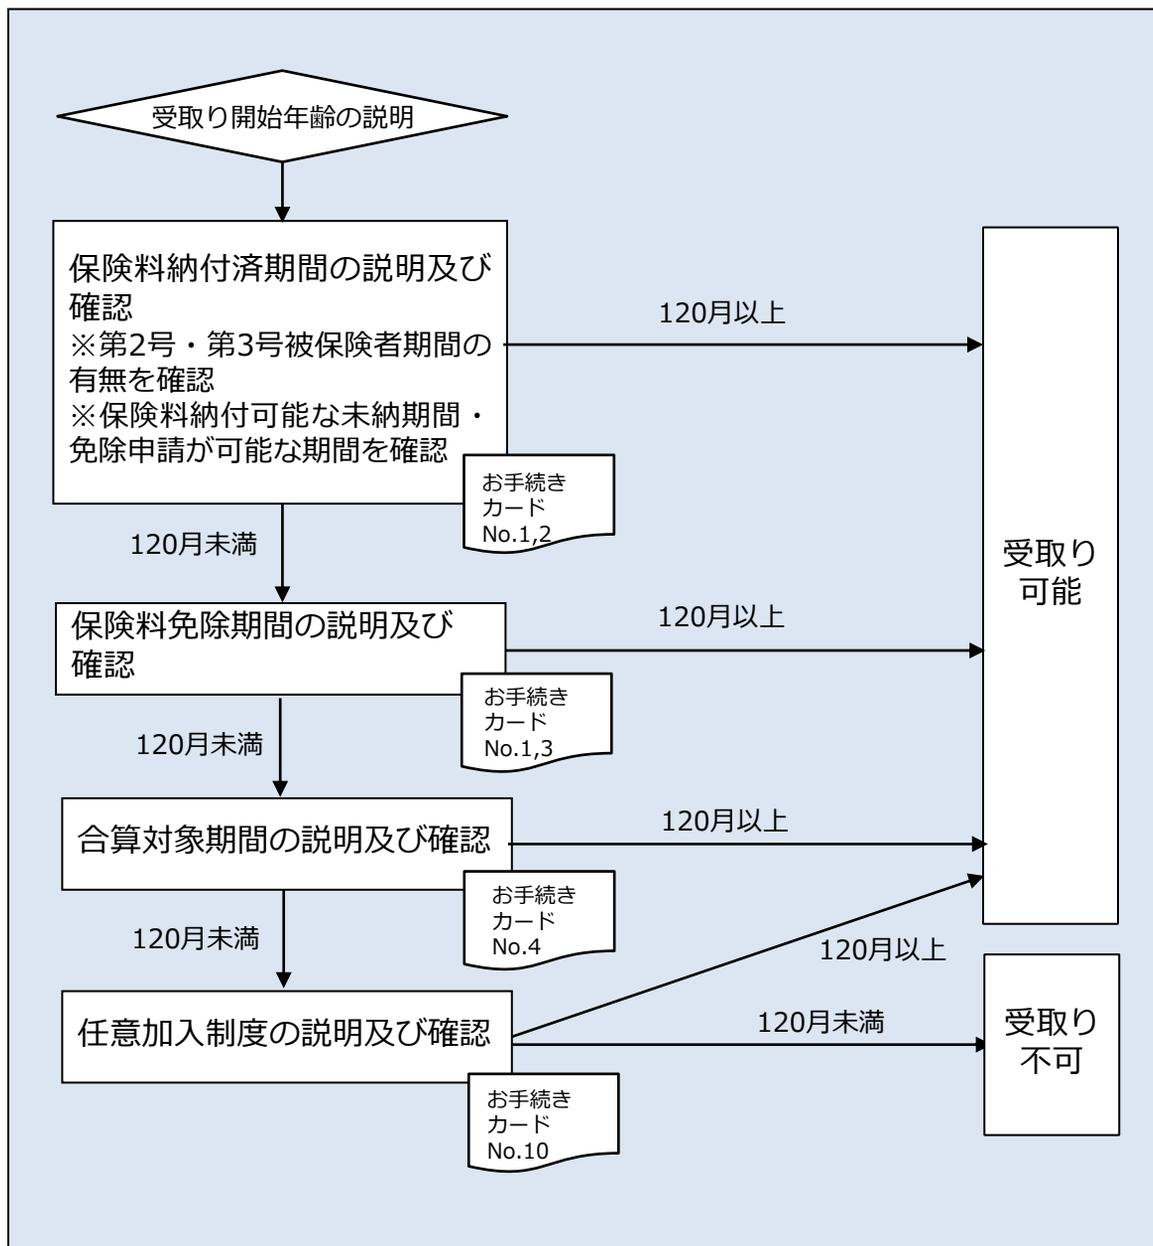 受取り開始年齢の説明
保険料納付済期間の説明及び
確認
※第2号・第3号被保険者期間の
有無を確認
※保険料納付可能な未納期間・
免除申請が可能な期間を確認
お手続き
カード
No.1,2
120月以上
120月未満
保険料免除期間の説明及び
確認
お手続き
カード
No.1,3
120月以上
120月未満
合算対象期間の説明及び確認
お手続き
カード
No.4
120月以上
120月未満
任意加入制度の説明及び確認
お手続き
カード
No.10
120月以上
120月未満
受取り
可能
受取り
不可